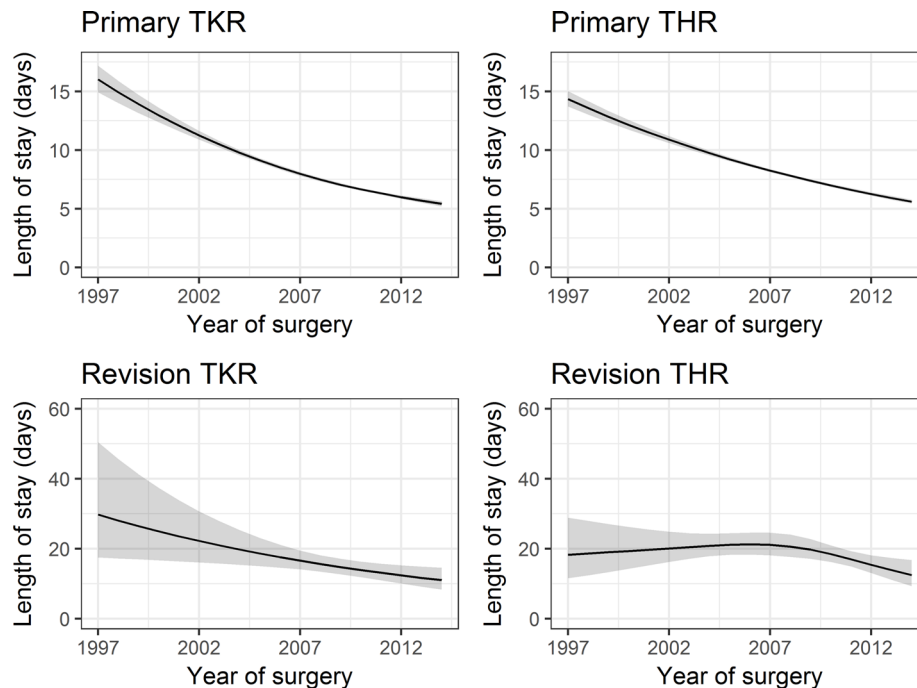 Primary TKR
Length of stay (days)
15
10
5
0
1997 2002 2007 2012
Year of surgery
Primary THR
Length of stay (days)
15
10
5
0
1997 2002 2007 2012
Year of surgery
Revision TKR
Length of stay (days)
60
40
20
0
1997 2002 2007 2012
Year of surgery
Revision THR
Length of stay (days)
60
40
20
0
1997 2002 2007 2012
Year of surgery